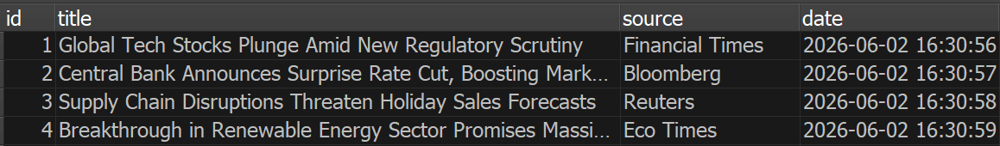 id title source date
1 Global Tech Stocks Plunge Amid New Regulatory Scrutiny Financial Times 2026-06-02 16:30:56
2 Central Bank Announces Surprise Rate Cut, Boosting Mark... Bloomberg 2026-06-02 16:30:57
3 Supply Chain Disruptions Threaten Holiday Sales Forecasts Reuters 2026-06-02 16:30:58
4 Breakthrough in Renewable Energy Sector Promises Massi... Eco Times 2026-06-02 16:30:59